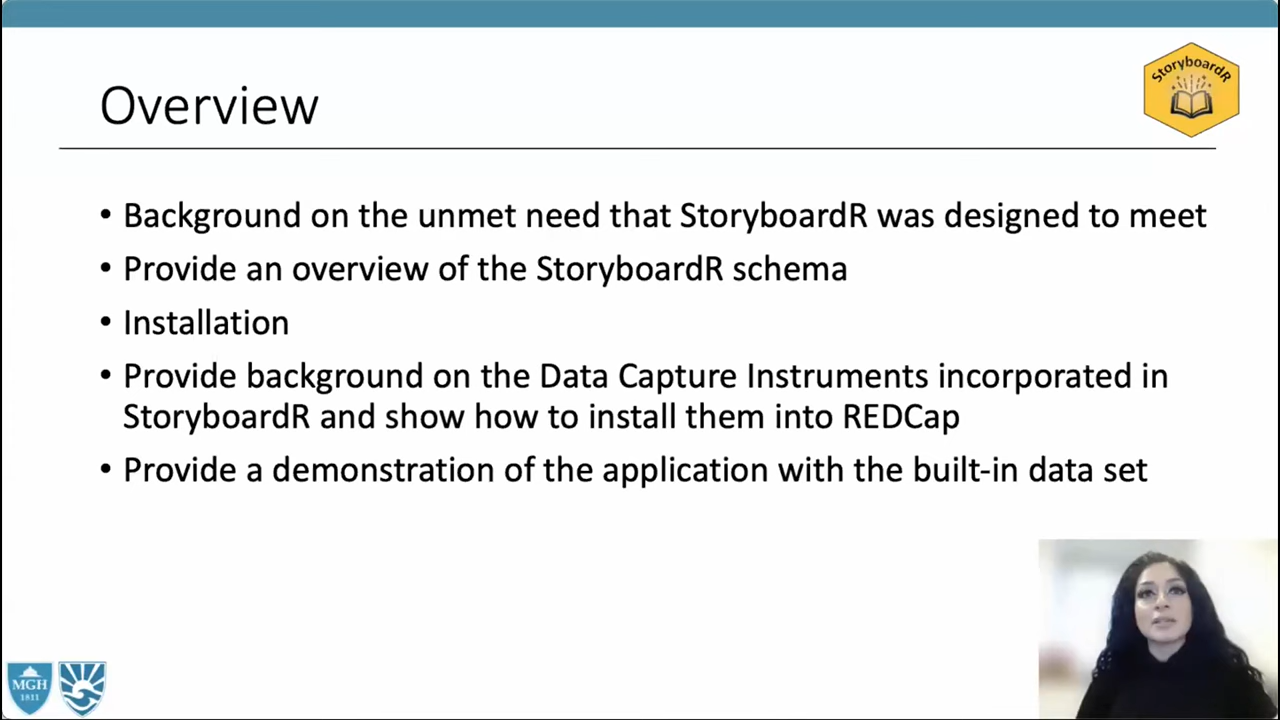 StoryboardR
Overview
• Background on the unmet need that StoryboardR was designed to meet
• Provide an overview of the StoryboardR schema
• Installation
• Provide background on the Data Capture Instruments incorporated in
StoryboardR and show how to install them into REDCap
• Provide a demonstration of the application with the built-in data set
MGH
1811